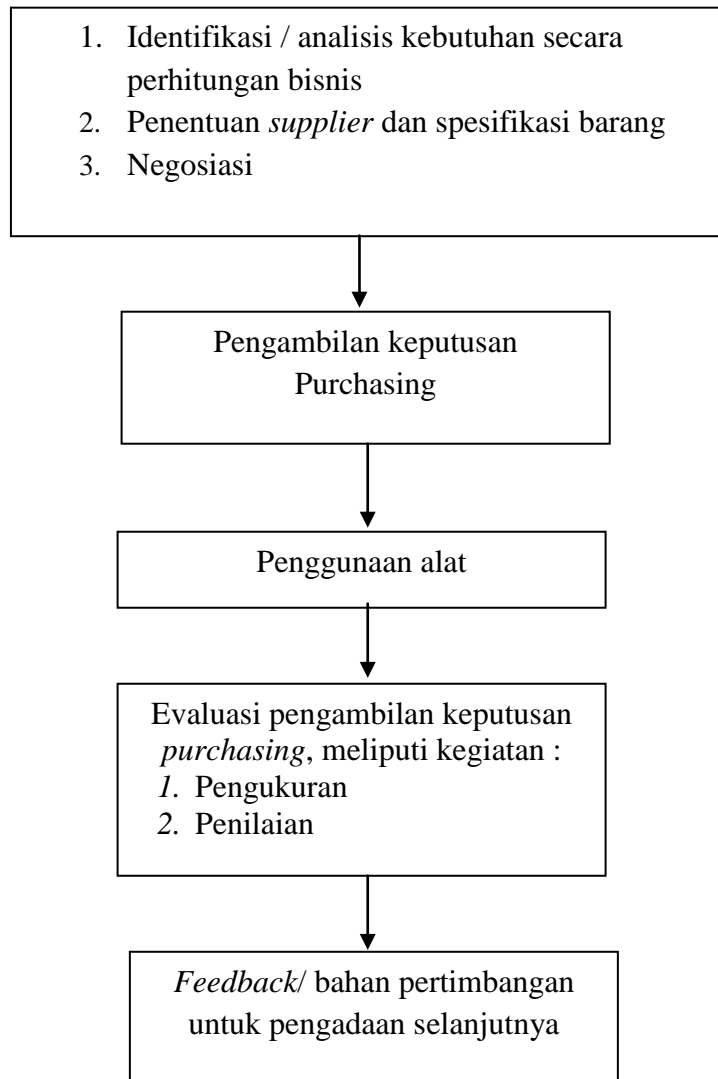 1. Identifikasi / analisis kebutuhan secara
perhitungan bisnis
2. Penentuan supplier dan spesifikasi barang
3. Negosiasi
Pengambilan keputusan
Purchasing
Penggunaan alat
Evaluasi pengambilan keputusan
purchasing, meliputi kegiatan :
1. Pengukuran
2. Penilaian
Feedback/ bahan pertimbangan
untuk pengadaan selanjutnya